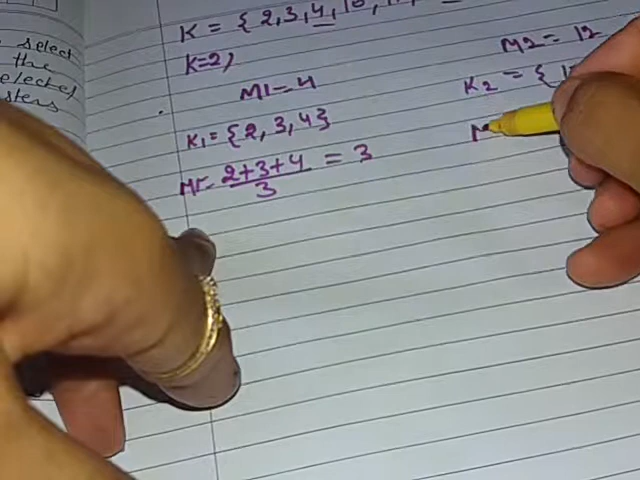 K = {2,3,4,10,
select
the
K=2,
M1=4
M2=12
K1={2,3,4}
K2={
M1= 2+3+4 = 3
3
M